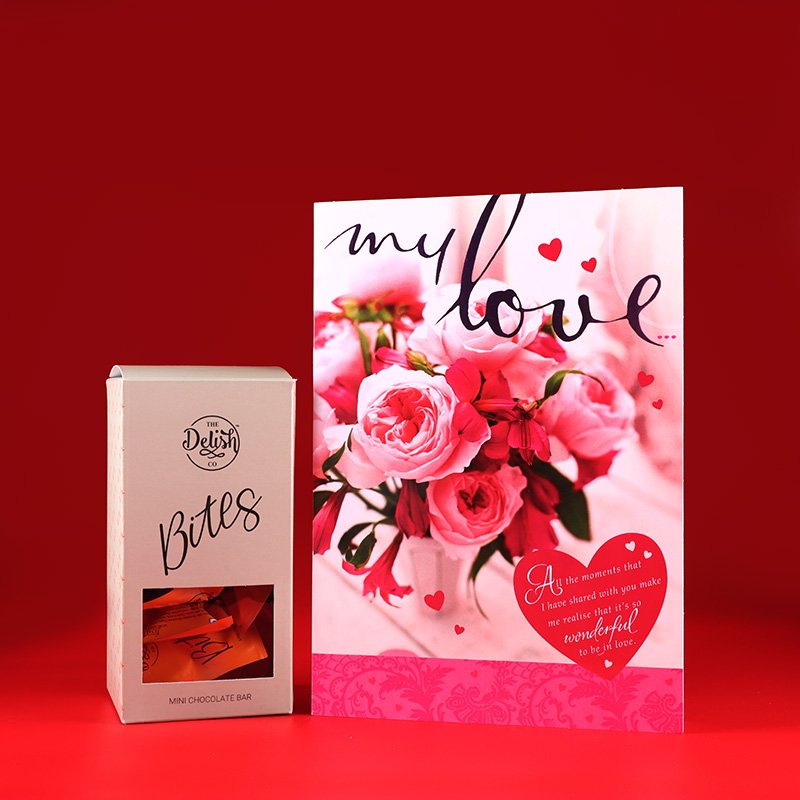 THE
Delish
CO
Bites
MINI CHOCOLATE BAR
my
love...
All the moments that
I have shared with you make
me realise that it's so
wonderful
to be in love.